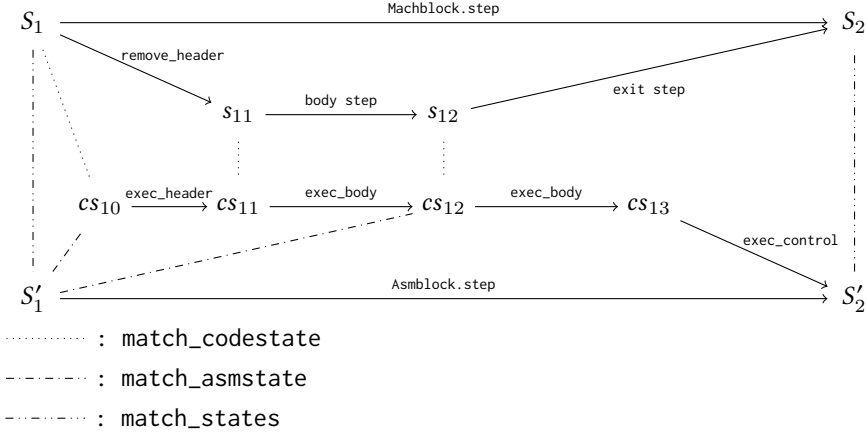 S₁ Machblock.step S₂
remove_header
exit step
s₁₁ body step s₁₂
cs₁₀ exec_header cs₁₁ exec_body cs₁₂ exec_body cs₁₃
exec_control
S′₁ Asmblock.step S′₂
: match_codestate
: match_asmstate
: match_states